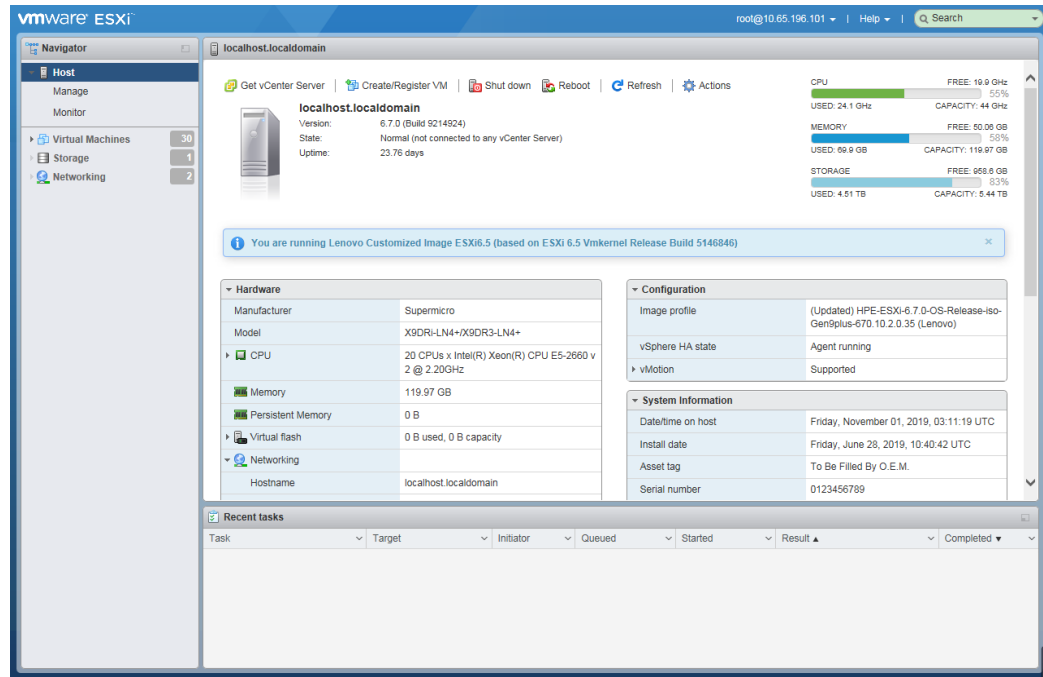 vmware ESXi
root@10.65.196.101 | Help | Search
Navigator
Host
Manage
Monitor
Virtual Machines 30
Storage 1
Networking 2
localhost.localdomain
Get vCenter Server | Create/Register VM | Shut down Reboot | Refresh | Actions
localhost.localdomain
Version: 6.7.0 (Build 9214924)
State: Normal (not connected to any vCenter Server)
Uptime: 23.76 days
CPU FREE: 19.9 GHz
55%
USED: 24.1 GHz CAPACITY: 44 GHz
MEMORY FREE: 50.06 GB
58%
USED: 69.9 GB CAPACITY: 119.97 GB
STORAGE FREE: 958.6 GB
83%
USED: 4.51 TB CAPACITY: 5.44 TB
You are running Lenovo Customized Image ESXi6.5 (based on ESXi 6.5 Vmkernel Release Build 5146846)
Hardware
Manufacturer Supermicro
Model X9DRi-LN4+/X9DR3-LN4+
CPU 20 CPUs x Intel(R) Xeon(R) CPU E5-2660 v
2 @ 2.20GHz
Memory 119.97 GB
Persistent Memory 0 B
Virtual flash 0 B used, 0 B capacity
Networking
Hostname localhost.localdomain
Configuration
Image profile (Updated) HPE-ESXi-6.7.0-OS-Release-iso-
Gen9plus-670.10.2.0.35 (Lenovo)
vSphere HA state Agent running
vMotion Supported
System Information
Date/time on host Friday, November 01, 2019, 03:11:19 UTC
Install date Friday, June 28, 2019, 10:40:42 UTC
Asset tag To Be Filled By O.E.M.
Serial number 0123456789
Recent tasks
Task Target Initiator Queued Started Result Completed